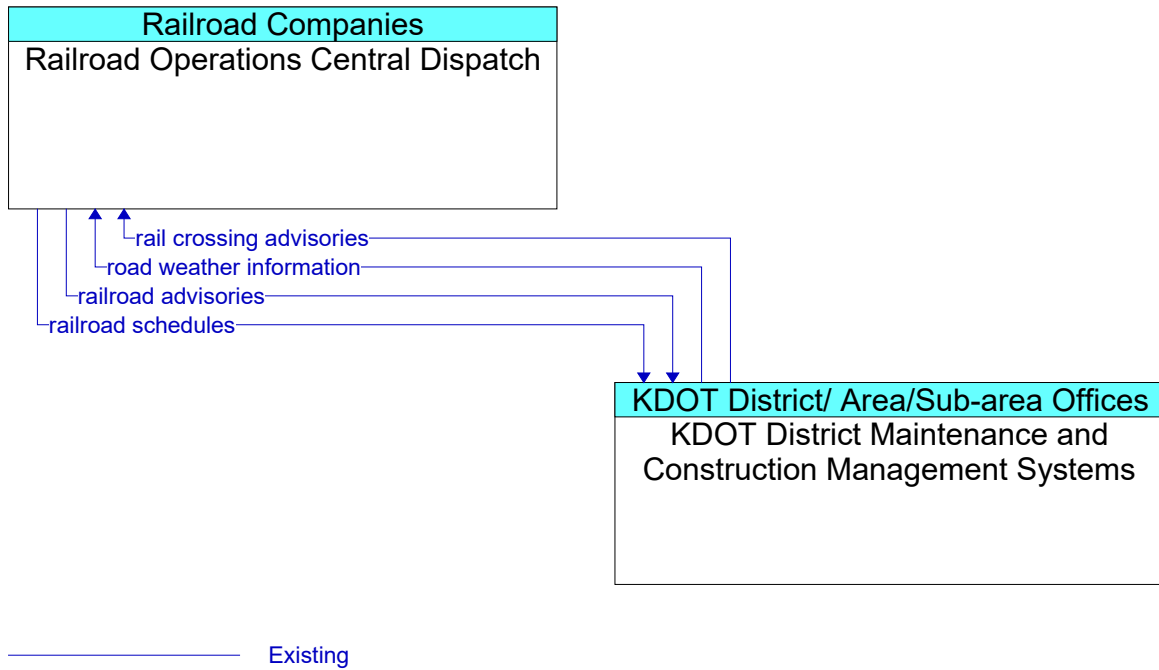 Railroad Companies
Railroad Operations Central Dispatch
rail crossing advisories
road weather information
railroad advisories
railroad schedules
KDOT District/ Area/Sub-area Offices
KDOT District Maintenance and
Construction Management Systems
Existing